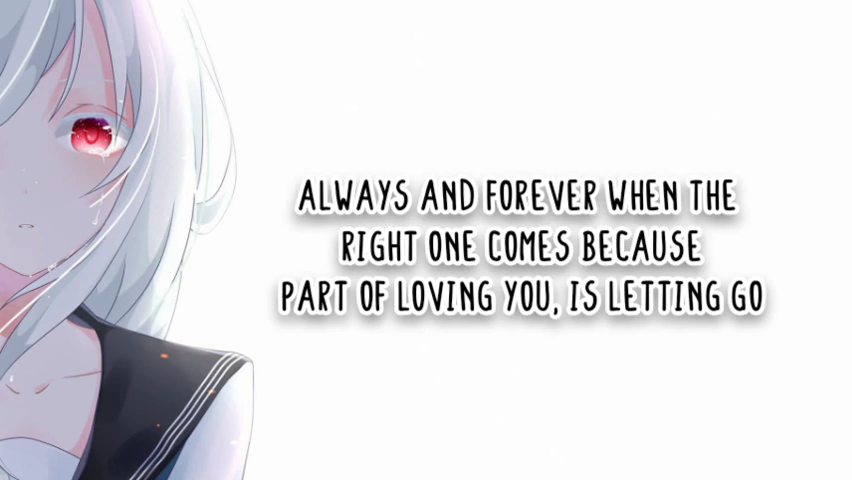 ALWAYS AND FOREVER WHEN THE
RIGHT ONE COMES BECAUSE
PART OF LOVING YOU, IS LETTING GO